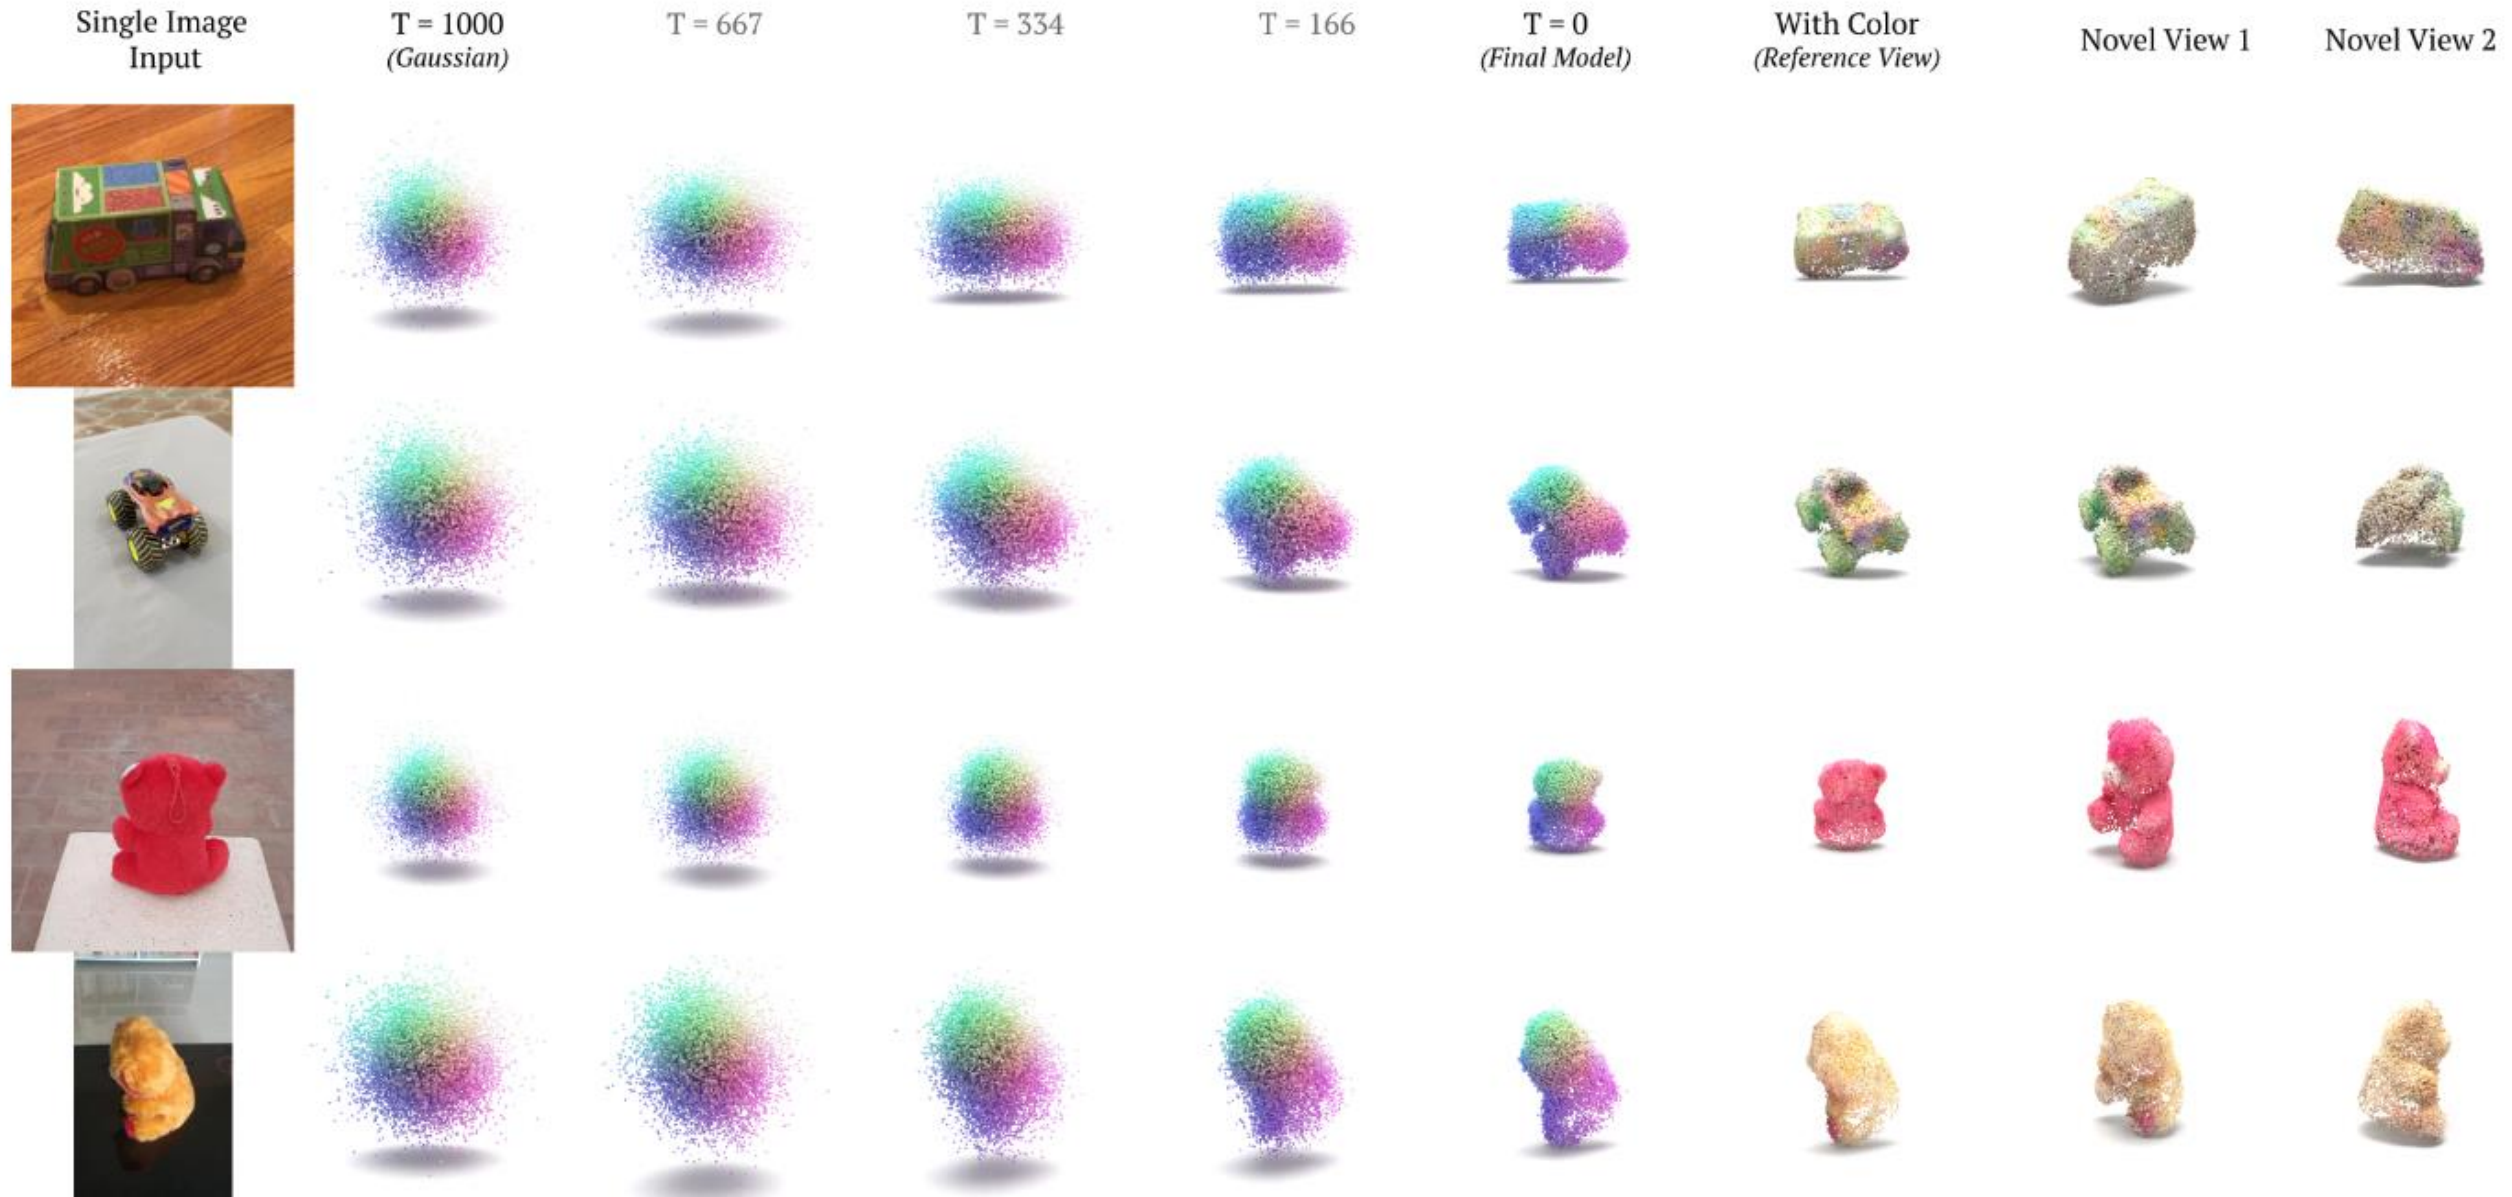 Single Image
Input
T = 1000
(Gaussian)
T = 667
T = 334
T = 166
T = 0
(Final Model)
With Color
(Reference View)
Novel View 1
Novel View 2